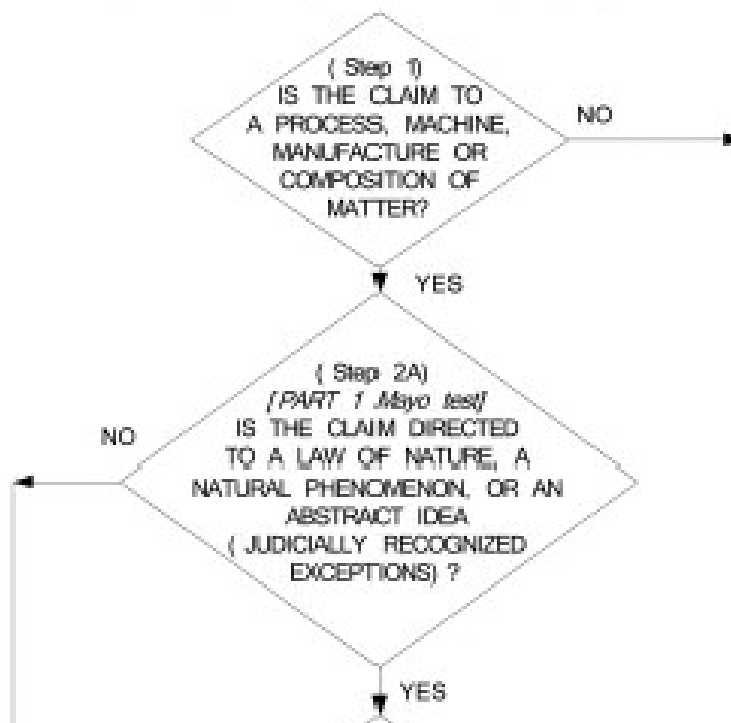 ( Step 1)
IS THE CLAIM TO
A PROCESS, MACHINE,
MANUFACTURE OR
COMPOSITION OF
MATTER?
NO
YES
( Step 2A)
[PART 1 Mayo test]
IS THE CLAIM DIRECTED
TO A LAW OF NATURE, A
NATURAL PHENOMENON, OR AN
ABSTRACT IDEA
( JUDICIALLY RECOGNIZED
EXCEPTIONS) ?
NO
YES